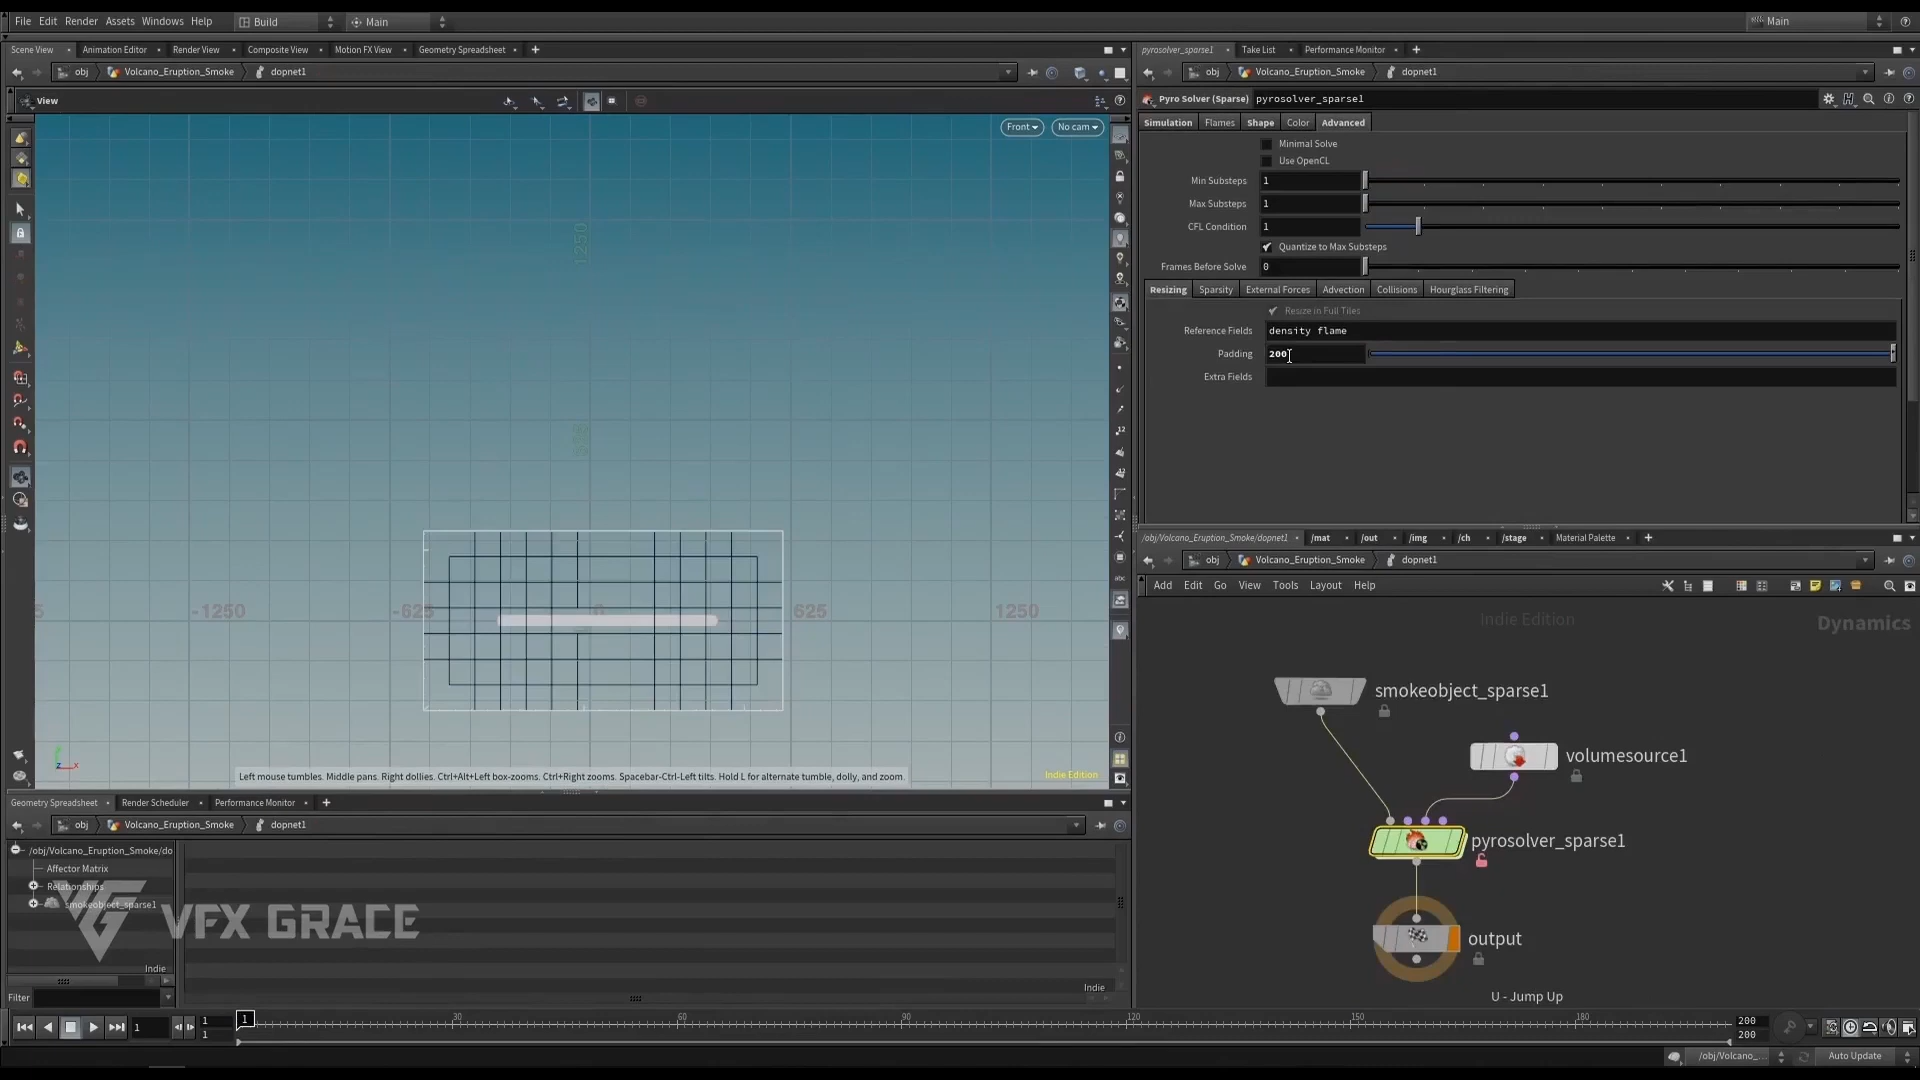 File Edit Render Assets Windows Help Build Main Main
Scene View Animation Editor Render View Composite View Motion FX View Geometry Spreadsheet
obj Volcano_Eruption_Smoke dopnet1
View
Front No cam
1250
-1250 -625 0 625 1250
Left mouse tumbles. Middle pans. Right dollies. Ctrl+Alt+Left box-zooms. Ctrl+Right zooms. Spacebar-Ctrl-Left tilts. Hold L for alternate tumble, dolly, and zoom.
Indie Edition
pyrosolver_sparse1 Take List Performance Monitor
obj Volcano_Eruption_Smoke dopnet1
Pyro Solver (Sparse) pyrosolver_sparse1
Simulation Flames Shape Color Advanced
Minimal Solve
Use OpenCL
Min Substeps 1
Max Substeps 1
CFL Condition 1
Quantize to Max Substeps
Frames Before Solve 0
Resizing Sparsity External Forces Advection Collisions Hourglass Filtering
Resize in Full Tiles
Reference Fields density flame
Padding 200
Extra Fields
/obj/Volcano_Eruption_Smoke/dopnet1 /mat /out /img /ch /stage Material Palette
obj Volcano_Eruption_Smoke dopnet1
Add Edit Go View Tools Layout Help
Indie Edition
Dynamics
smokeobject_sparse1
volumesource1
pyrosolver_sparse1
output
U - Jump Up
Geometry Spreadsheet Render Scheduler Performance Monitor
obj Volcano_Eruption_Smoke dopnet1
/obj/Volcano_Eruption_Smoke/do
Affector Matrix
Relationships
smokeobject_sparse1
VFX GRACE
Indie
Indie
Filter
1 1 1 1 30 60 90 120 150 180 200 200
/obj/Volcano_... Auto Update